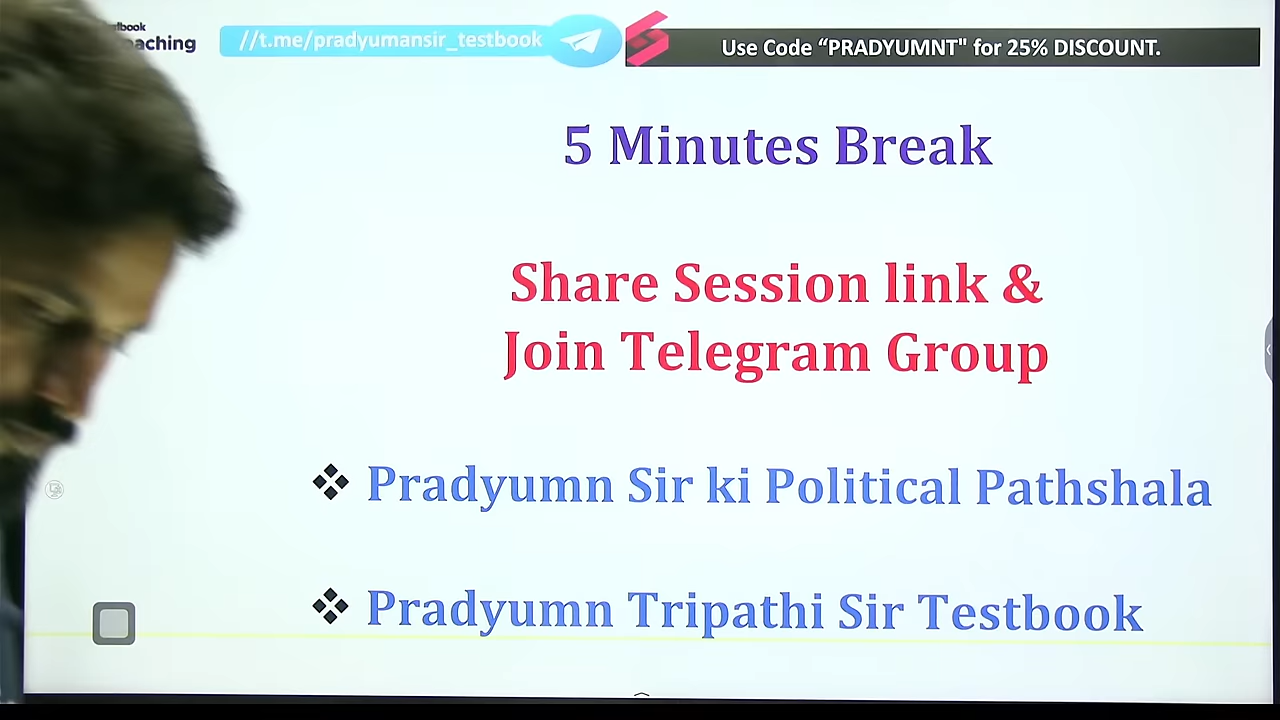 //t.me/pradyumansir_testbook
Use Code “PRADYUMNT" for 25% DISCOUNT.
5 Minutes Break
Share Session link &
Join Telegram Group
❖ Pradyumn Sir ki Political Pathshala
❖ Pradyumn Tripathi Sir Testbook